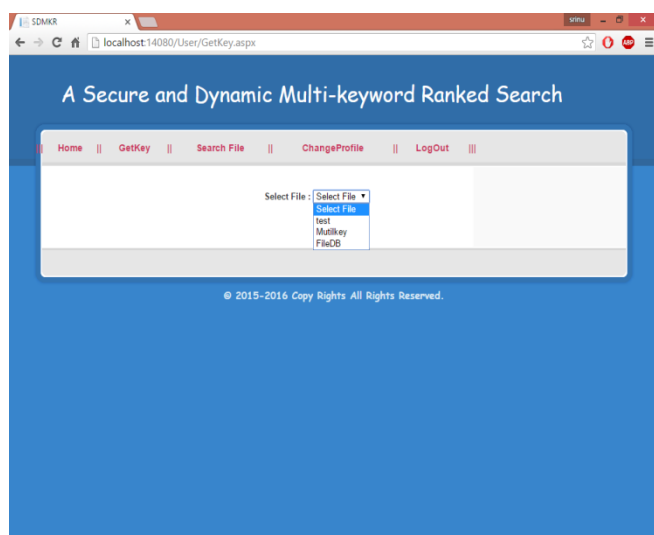 SDMKR
srinu
localhost:14080/User/GetKey.aspx
ABP
A Secure and Dynamic Multi-keyword Ranked Search
|| Home || GetKey || Search File || ChangeProfile || LogOut |||
Select File : Select File
Select File
test
Mutilkey
FileDB
© 2015-2016 Copy Rights All Rights Reserved.